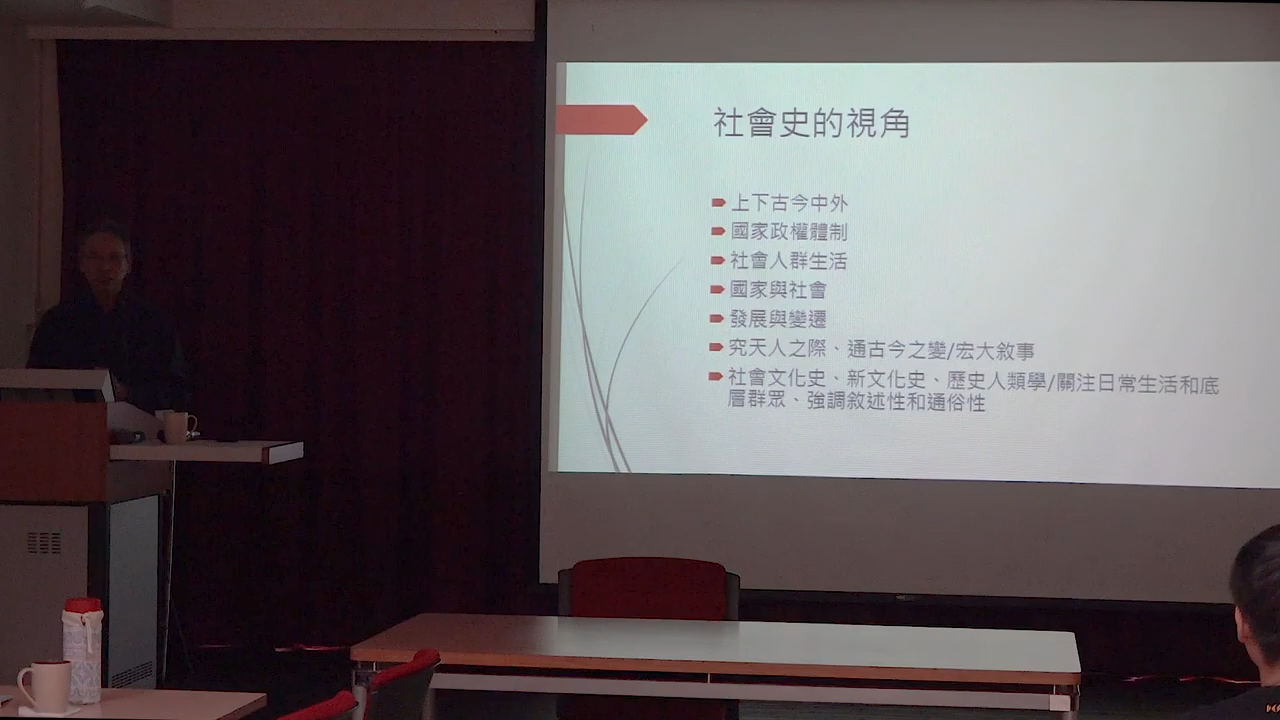 社會史的視角
上下古今中外
國家政權體制
社會人群生活
國家與社會
發展與變遷
究天人之際、通古今之變/宏大敘事
社會文化史、新文化史、歷史人類學/關注日常生活和底
層群眾、強調敘述性和通俗性